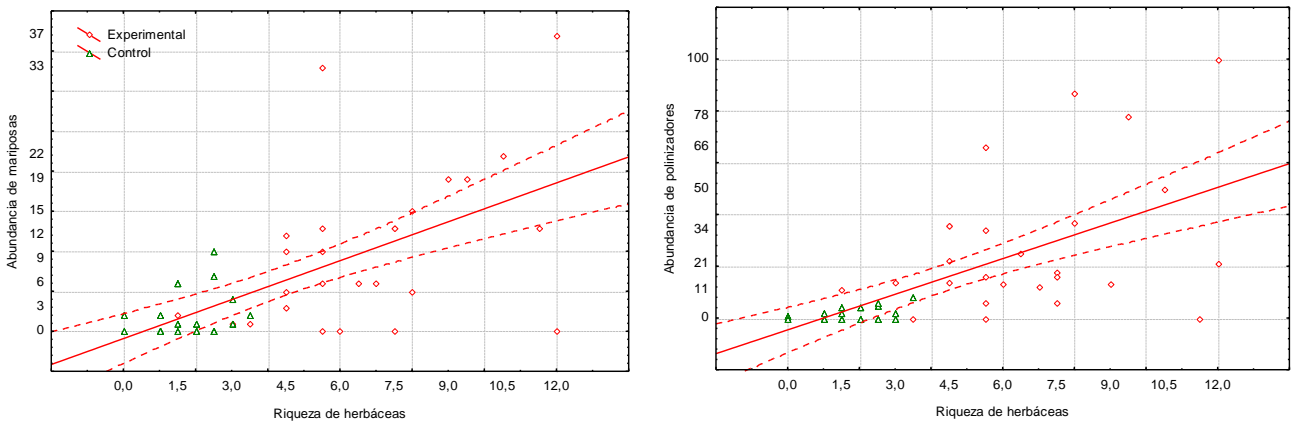 37
33
22
19
15
12
9
6
3
0
Abundancia de mariposas
Experimental
Control
0,0 1,5 3,0 4,5 6,0 7,5 9,0 10,5 12,0
Riqueza de herbáceas
100
78
66
50
34
21
11
0
Abundancia de polinizadores
0,0 1,5 3,0 4,5 6,0 7,5 9,0 10,5 12,0
Riqueza de herbáceas